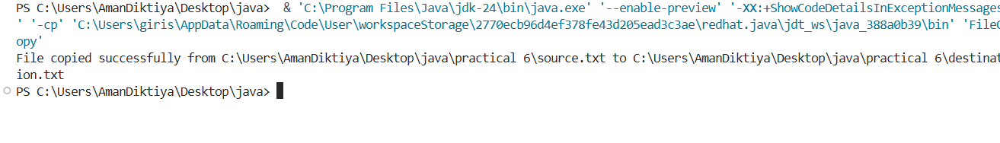 PS C:\Users\AmanDiktiya\Desktop\java>  & 'C:\Program Files\Java\jdk-24\bin\java.exe' '--enable-preview' '-XX:+ShowCodeDetailsInExceptionMessages
' '-cp' 'C:\Users\giris\AppData\Roaming\Code\User\workspaceStorage\2770ecb96d4ef378fe43d205ead3c3ae\redhat.java\jdt_ws\java_388a0b39\bin' 'FileC
opy'
File copied successfully from C:\Users\AmanDiktiya\Desktop\java\practical 6\source.txt to C:\Users\AmanDiktiya\Desktop\java\practical 6\destinat
ion.txt
PS C:\Users\AmanDiktiya\Desktop\java>